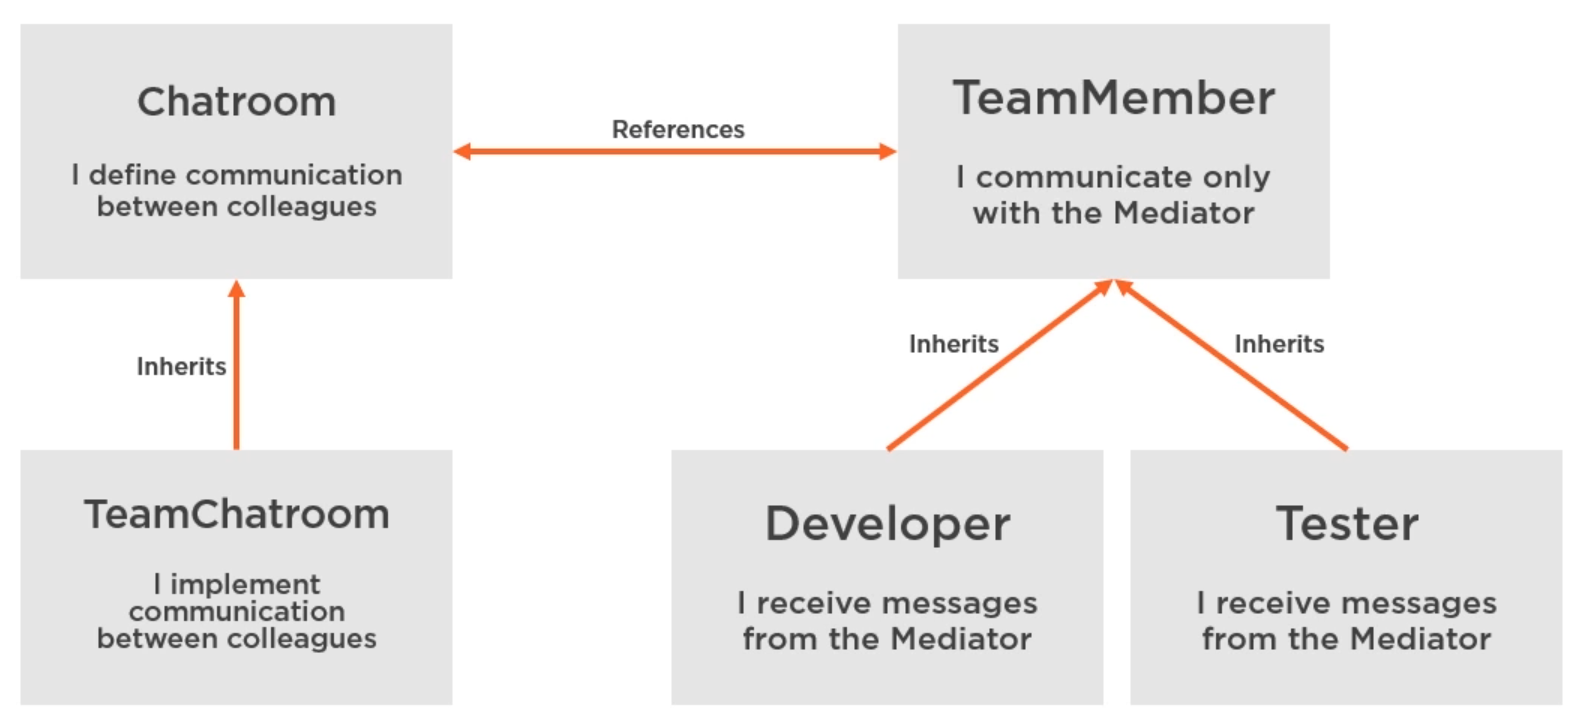 Chatroom
I define communication
between colleagues
References
TeamMember
I communicate only
with the Mediator
Inherits
Inherits
Inherits
TeamChatroom
I implement
communication
between colleagues
Developer
I receive messages
from the Mediator
Tester
I receive messages
from the Mediator